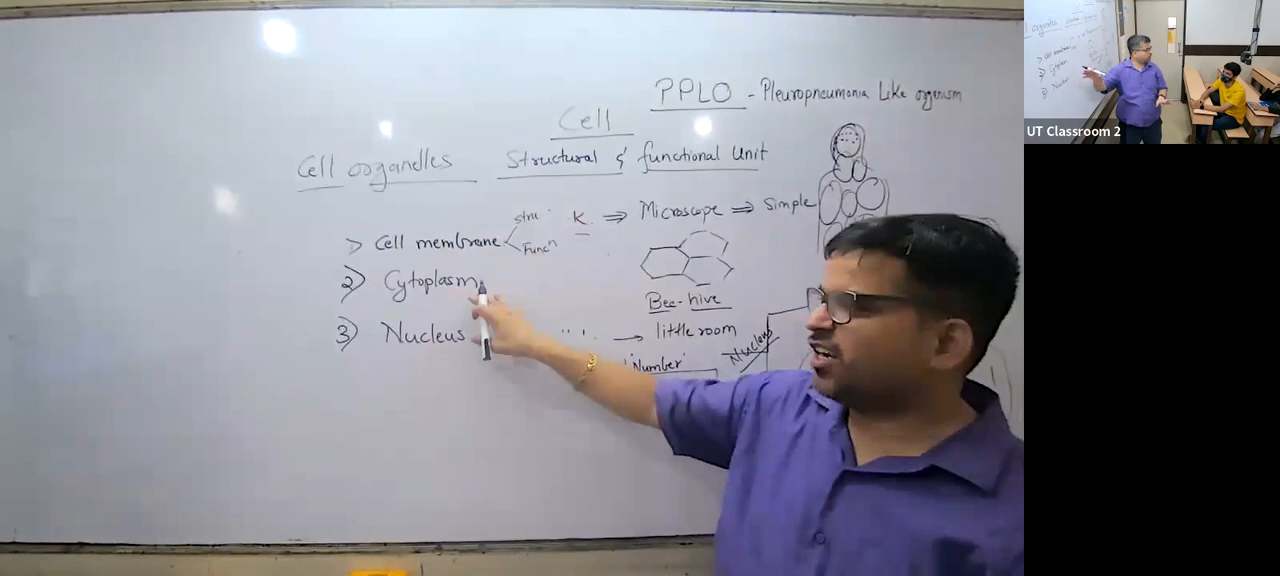 PPLO - Pleuropneumonia Like organism
Cell
Cell organelles Structural & functional Unit
1) Cell membrane Stru. Funcⁿ K. ⇒ Microscope ⇒ Simple
2) Cytoplasm
Bee-hive
3) Nucleus → little room
'Number' Nucleus
UT Classroom 2